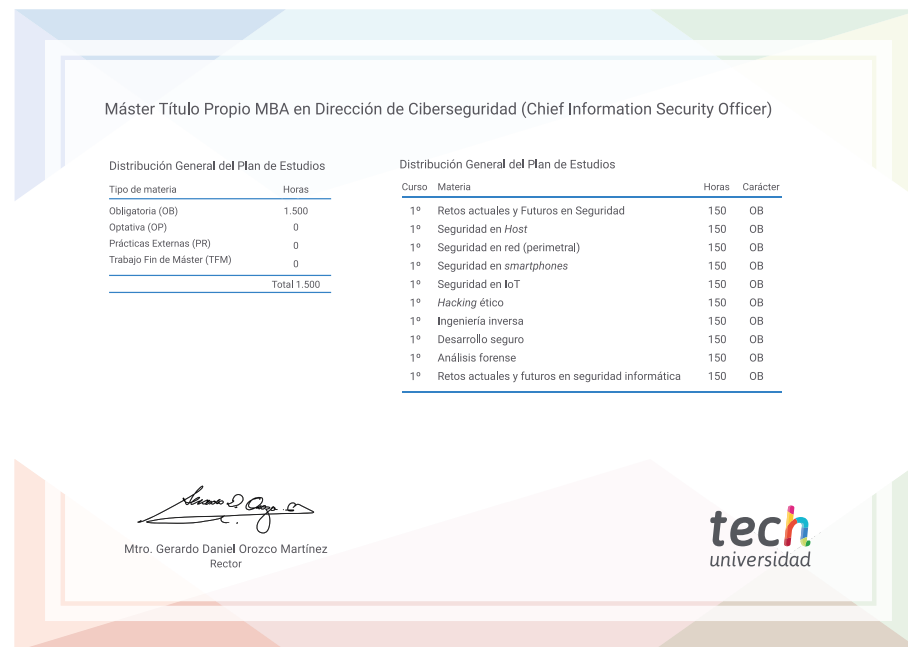 Máster Título Propio MBA en Dirección de Ciberseguridad (Chief Information Security Officer)
Distribución General del Plan de Estudios
Tipo de materia Horas
Obligatoria (OB) 1.500
Optativa (OP) 0
Prácticas Externas (PR) 0
Trabajo Fin de Máster (TFM) 0
Total 1.500
Distribución General del Plan de Estudios
Curso Materia Horas Carácter
1º Retos actuales y Futuros en Seguridad 150 OB
1º Seguridad en Host 150 OB
1º Seguridad en red (perimetral) 150 OB
1º Seguridad en smartphones 150 OB
1º Seguridad en IoT 150 OB
1º Hacking ético 150 OB
1º Ingeniería inversa 150 OB
1º Desarrollo seguro 150 OB
1º Análisis forense 150 OB
1º Retos actuales y futuros en seguridad informática 150 OB
Mtro. Gerardo Daniel Orozco Martínez
Rector
tech
universidad